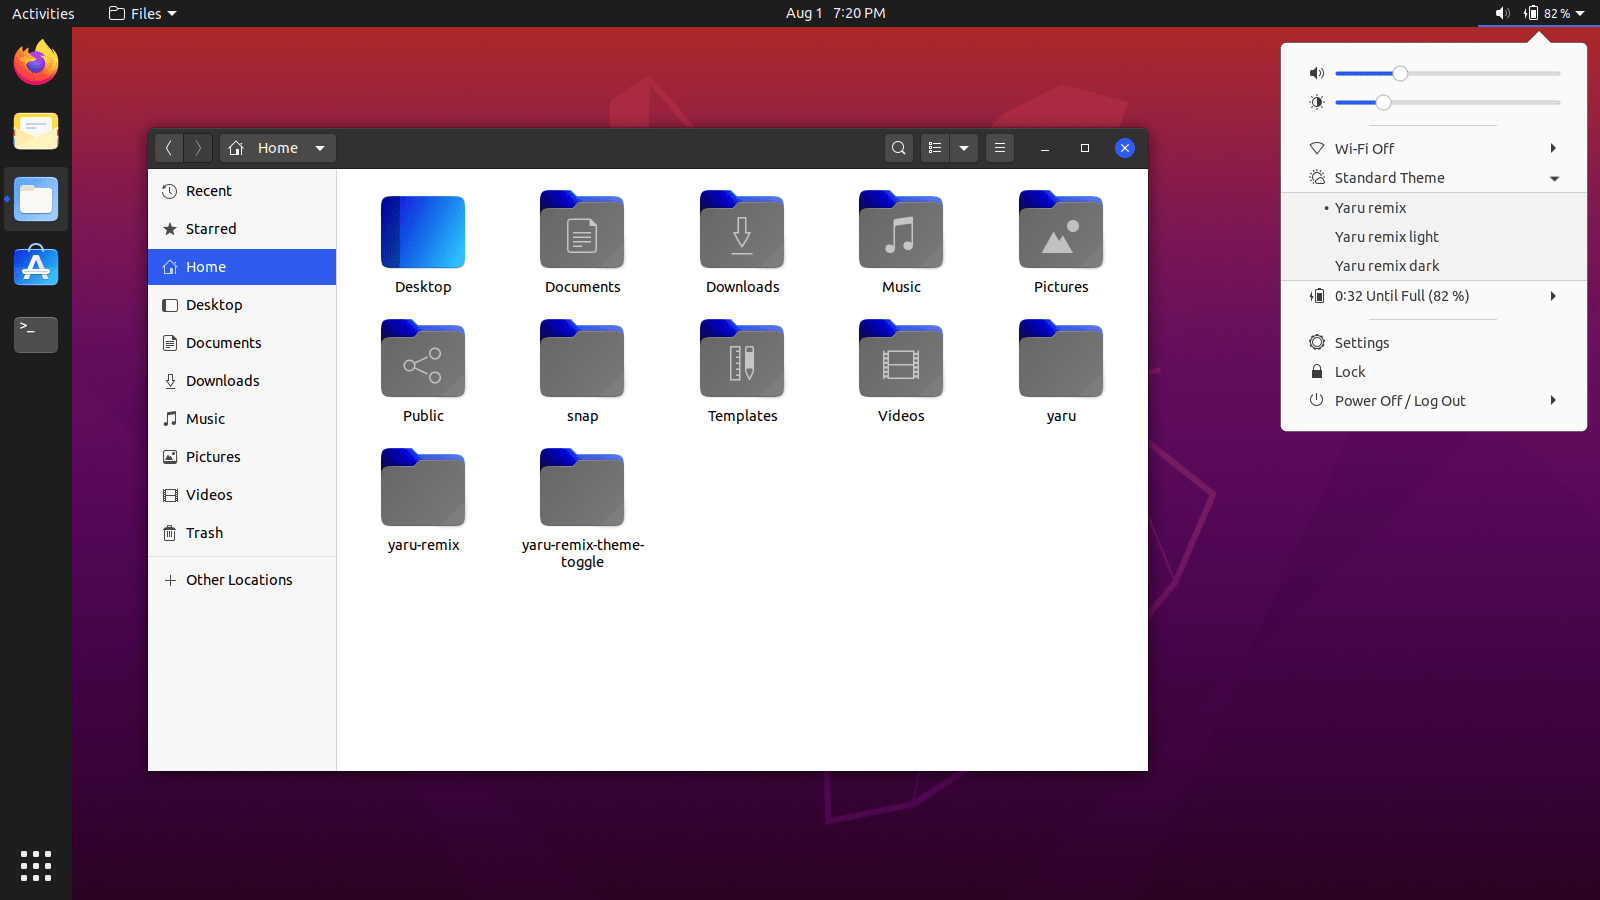 Activities
Files
Aug 1 7:20 PM
82 %
Home
Recent
Starred
Home
Desktop
Documents
Downloads
Music
Pictures
Videos
Trash
Other Locations
Desktop
Documents
Downloads
Music
Pictures
Public
snap
Templates
Videos
yaru
yaru-remix
yaru-remix-theme-
toggle
Wi-Fi Off
Standard Theme
• Yaru remix
Yaru remix light
Yaru remix dark
0:32 Until Full (82 %)
Settings
Lock
Power Off / Log Out
>_